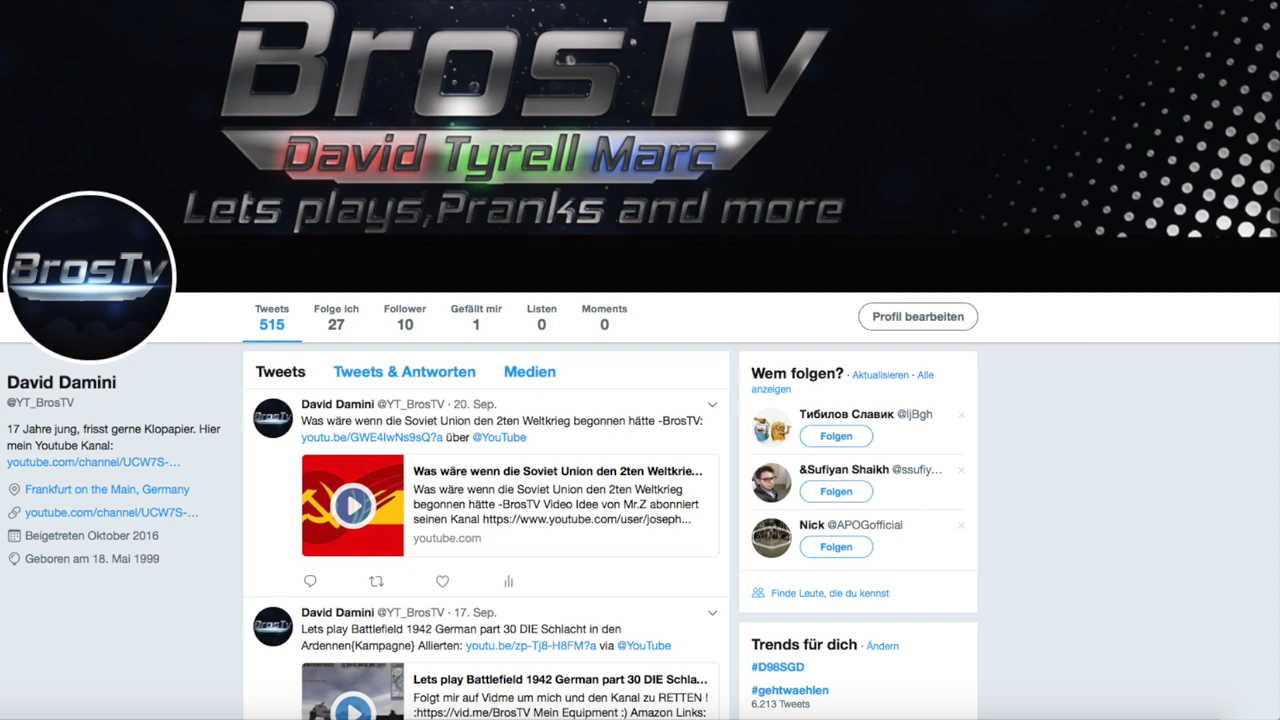 BrosTv
David Tyrell Marc
Lets plays,Pranks and more
BrosTv
Tweets
515
Folge ich
27
Follower
10
Gefällt mir
1
Listen
0
Moments
0
Profil bearbeiten
David Damini
@YT_BrosTV
17 Jahre jung, frisst gerne Klopapier. Hier
mein Youtube Kanal:
youtube.com/channel/UCW7S-...
Frankfurt on the Main, Germany
youtube.com/channel/UCW7S-...
Beigetreten Oktober 2016
Geboren am 18. Mai 1999
Tweets
Tweets & Antworten
Medien
BrosTv
David Damini @YT_BrosTV · 20. Sep.
Was wäre wenn die Soviet Union den 2ten Weltkrieg begonnen hätte -BrosTV:
youtu.be/GWE4IwNs9sQ?a über @YouTube
Was wäre wenn die Soviet Union den 2ten Weltkrie...
Was wäre wenn die Soviet Union den 2ten Weltkrieg
begonnen hätte -BrosTV Video Idee von Mr.Z abonniert
seinen Kanal https://www.youtube.com/user/joseph...
youtube.com
BrosTv
David Damini @YT_BrosTV · 17. Sep.
Lets play Battlefield 1942 German part 30 DIE Schlacht in den
Ardennen{Kampagne} Allierten: youtu.be/zp-Tj8-H8FM?a via @YouTube
Lets play Battlefield 1942 German part 30 DIE Schla...
Folgt mir auf Vidme um mich und den Kanal zu RETTEN !
:https://vid.me/BrosTV Mein Equipment :) Amazon Links:
Wem folgen? · Aktualisieren · Alle
anzeigen
Тибилов Славик @ljBgh
Folgen
&Sufiyan Shaikh @ssufiy...
Folgen
Nick @APOGofficial
Folgen
Finde Leute, die du kennst
Trends für dich · Ändern
#D98SGD
#gehtwaehlen
6.213 Tweets